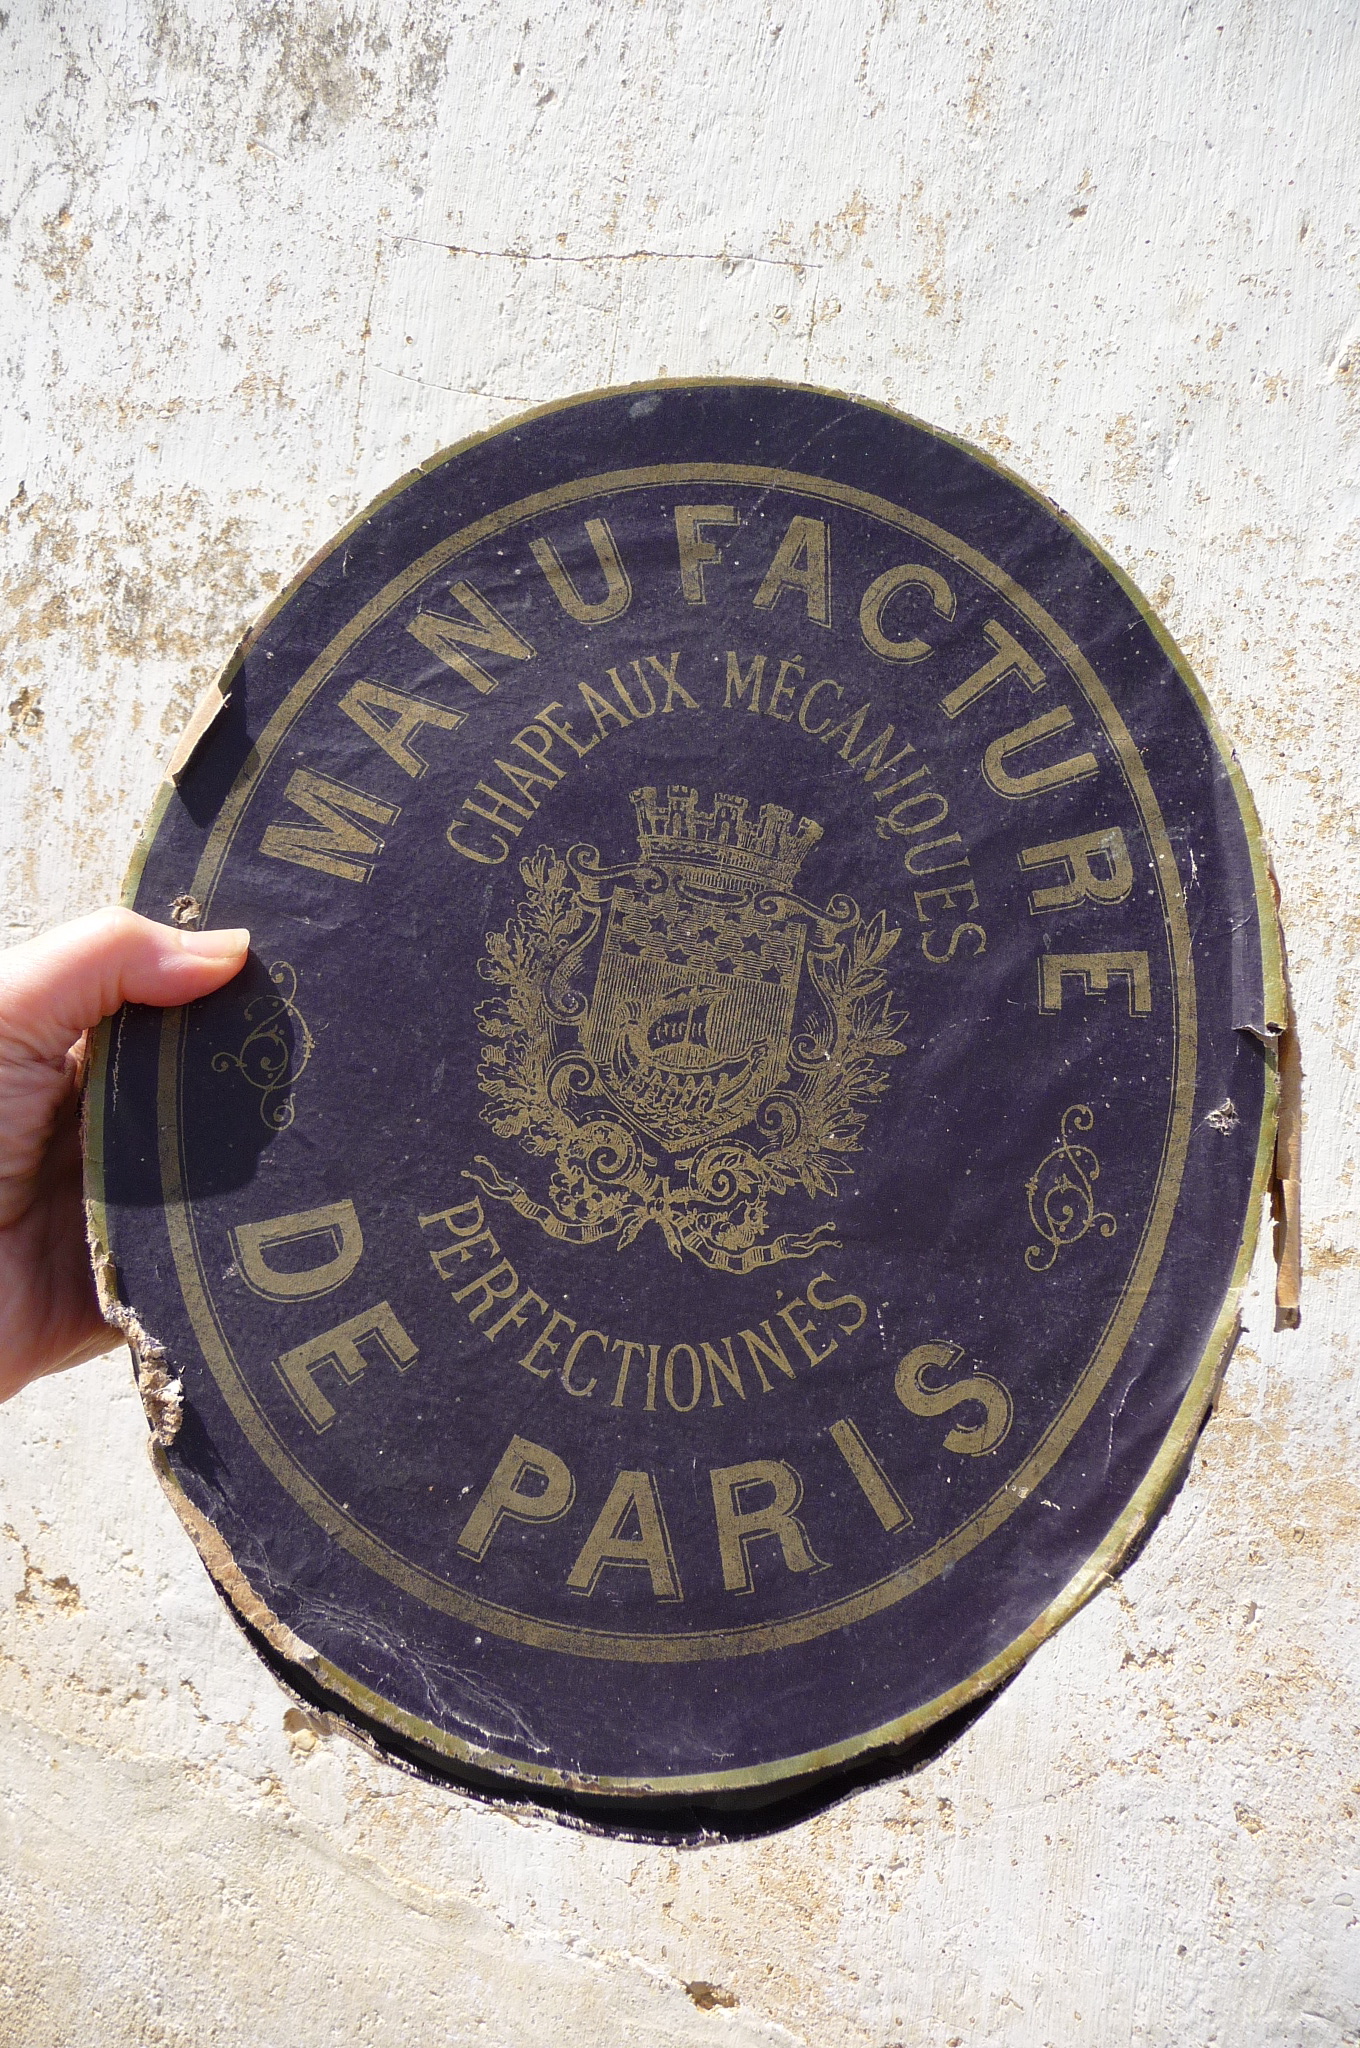 MANUFACTURE
CHAPEAUX MÉCANIQUES
PERFECTIONNÉS
DE PARIS